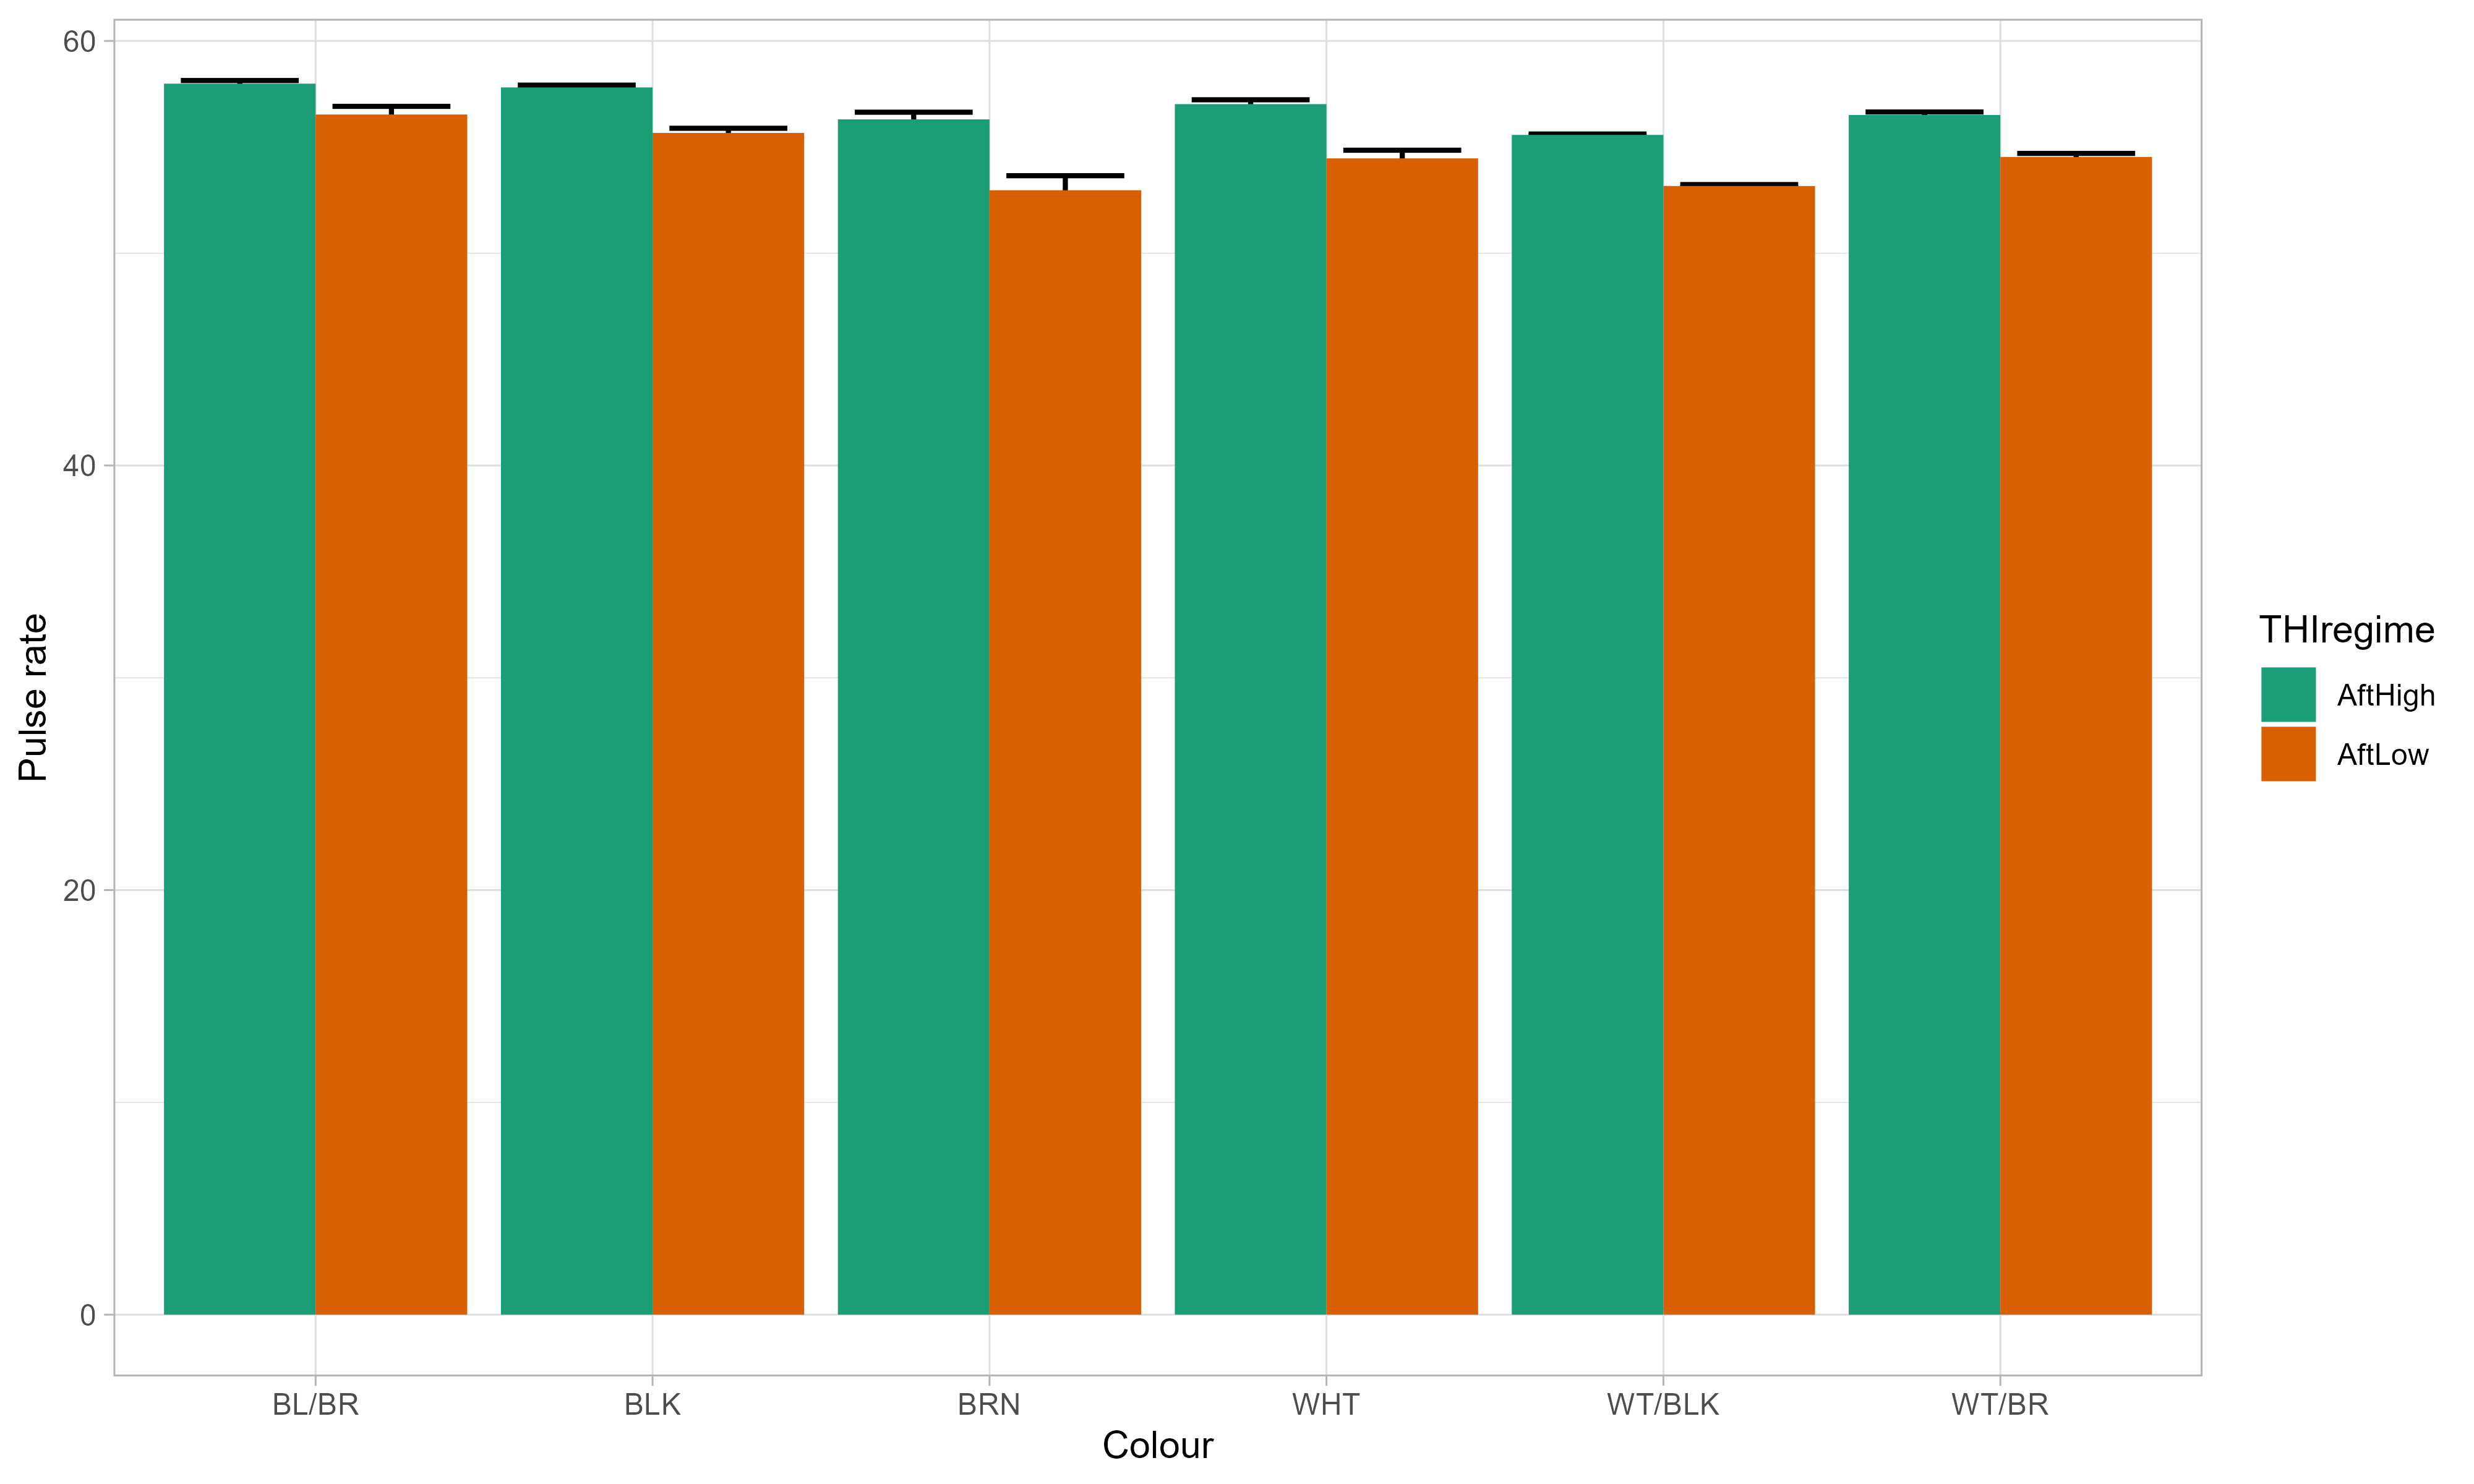 60
40
20
0
Pulse rate
BL/BR BLK BRN WHT WT/BLK WT/BR
Colour
THIregime
AftHigh
AftLow